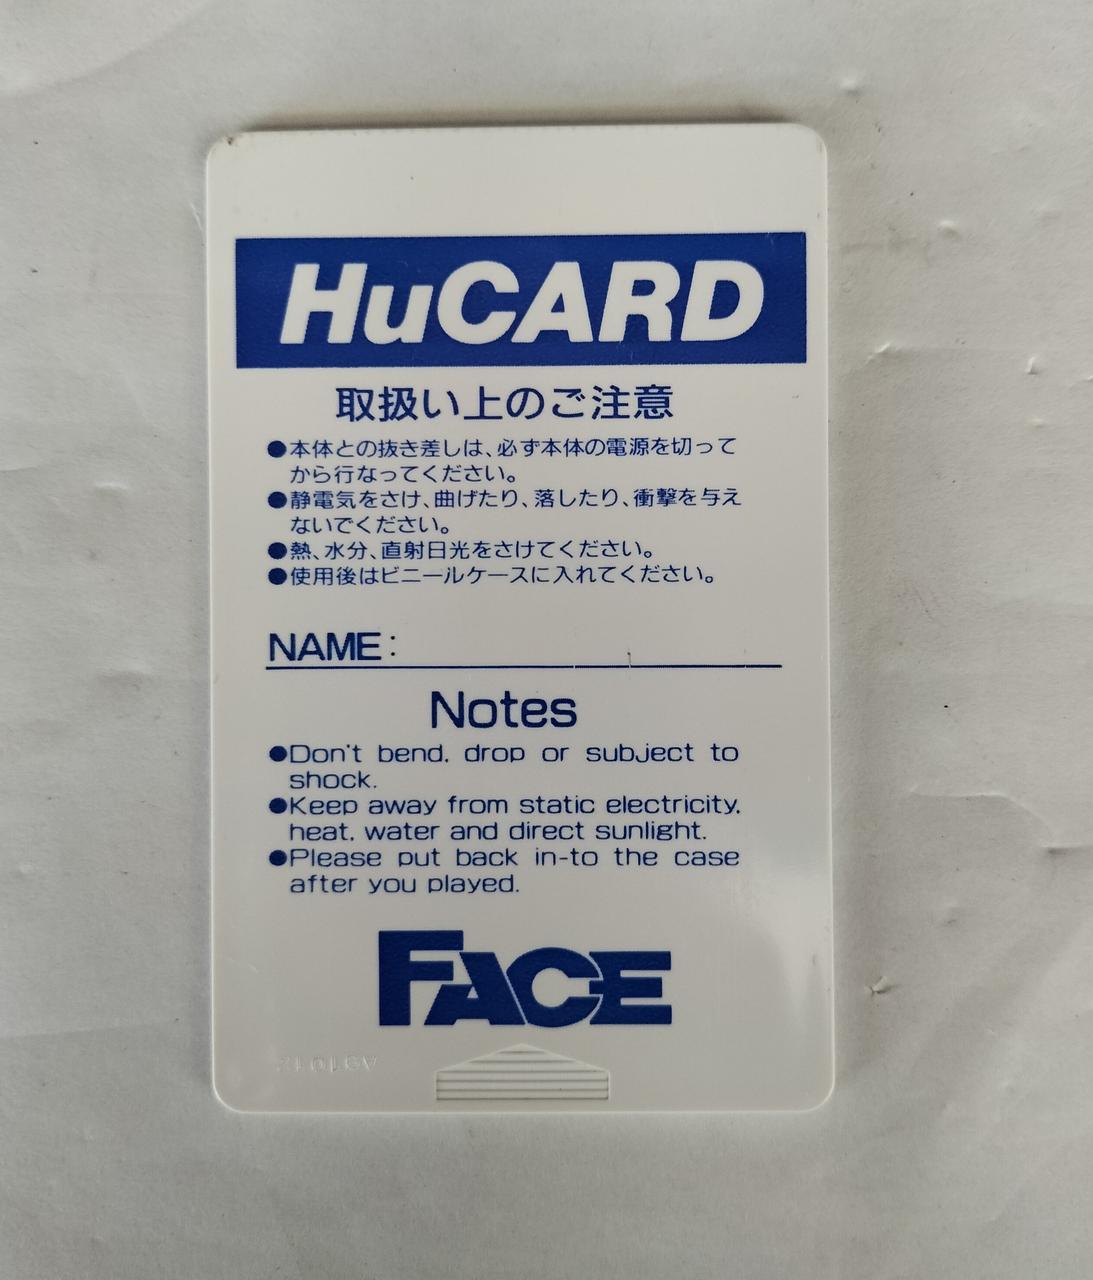 HuCARD
取扱い上のご注意
●本体との抜き差しは、必ず本体の電源を切って
から行なってください。
●静電気をさけ、曲げたり、落したり、衝撃を与え
ないでください。
●熱、水分、直射日光をさけてください。
●使用後はビニールケースに入れてください。
NAME:
Notes
●Don't bend, drop or subject to
shock.
●Keep away from static electricity,
heat, water and direct sunlight.
●Please put back in-to the case
after you played.
FACE